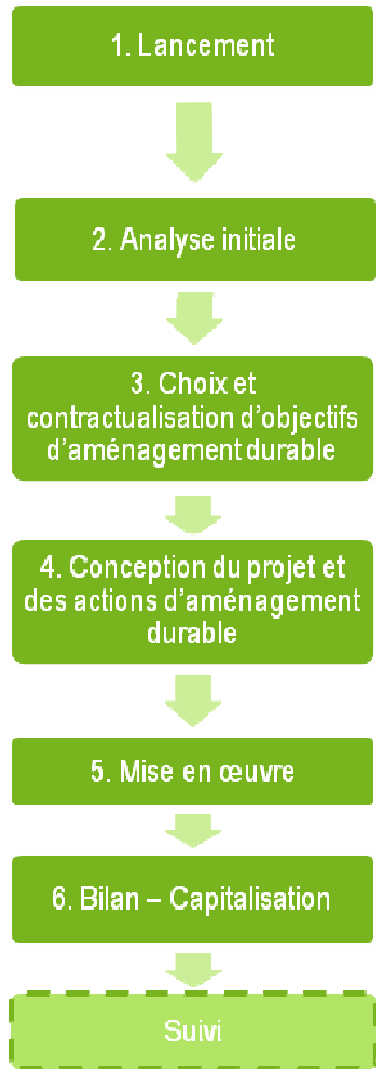 1. Lancement
2. Analyse initiale
3. Choix et
contractualisation d'objectifs
d'aménagement durable
4. Conception du projet et
des actions d'aménagement
durable
5. Mise en œuvre
6. Bilan – Capitalisation
Suivi